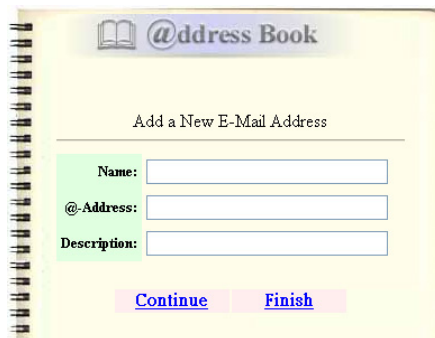 @ddress Book
Add a New E-Mail Address
Name:
@-Address:
Description:
Continue Finish